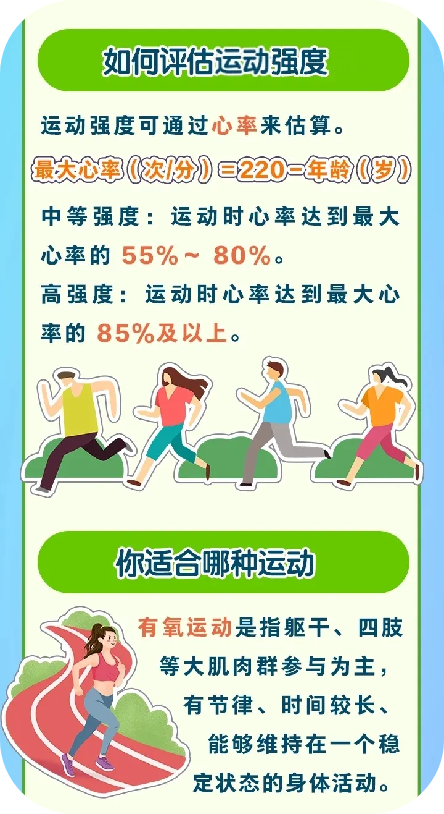 如何评估运动强度
运动强度可通过心率来估算。
最大心率（次/分）=220-年龄（岁）
中等强度：运动时心率达到最大
心率的 55%~ 80%。
高强度：运动时心率达到最大心
率的 85%及以上。
你适合哪种运动
有氧运动是指躯干、四肢
等大肌肉群参与为主，
有节律、时间较长、
能够维持在一个稳
定状态的身体活动。